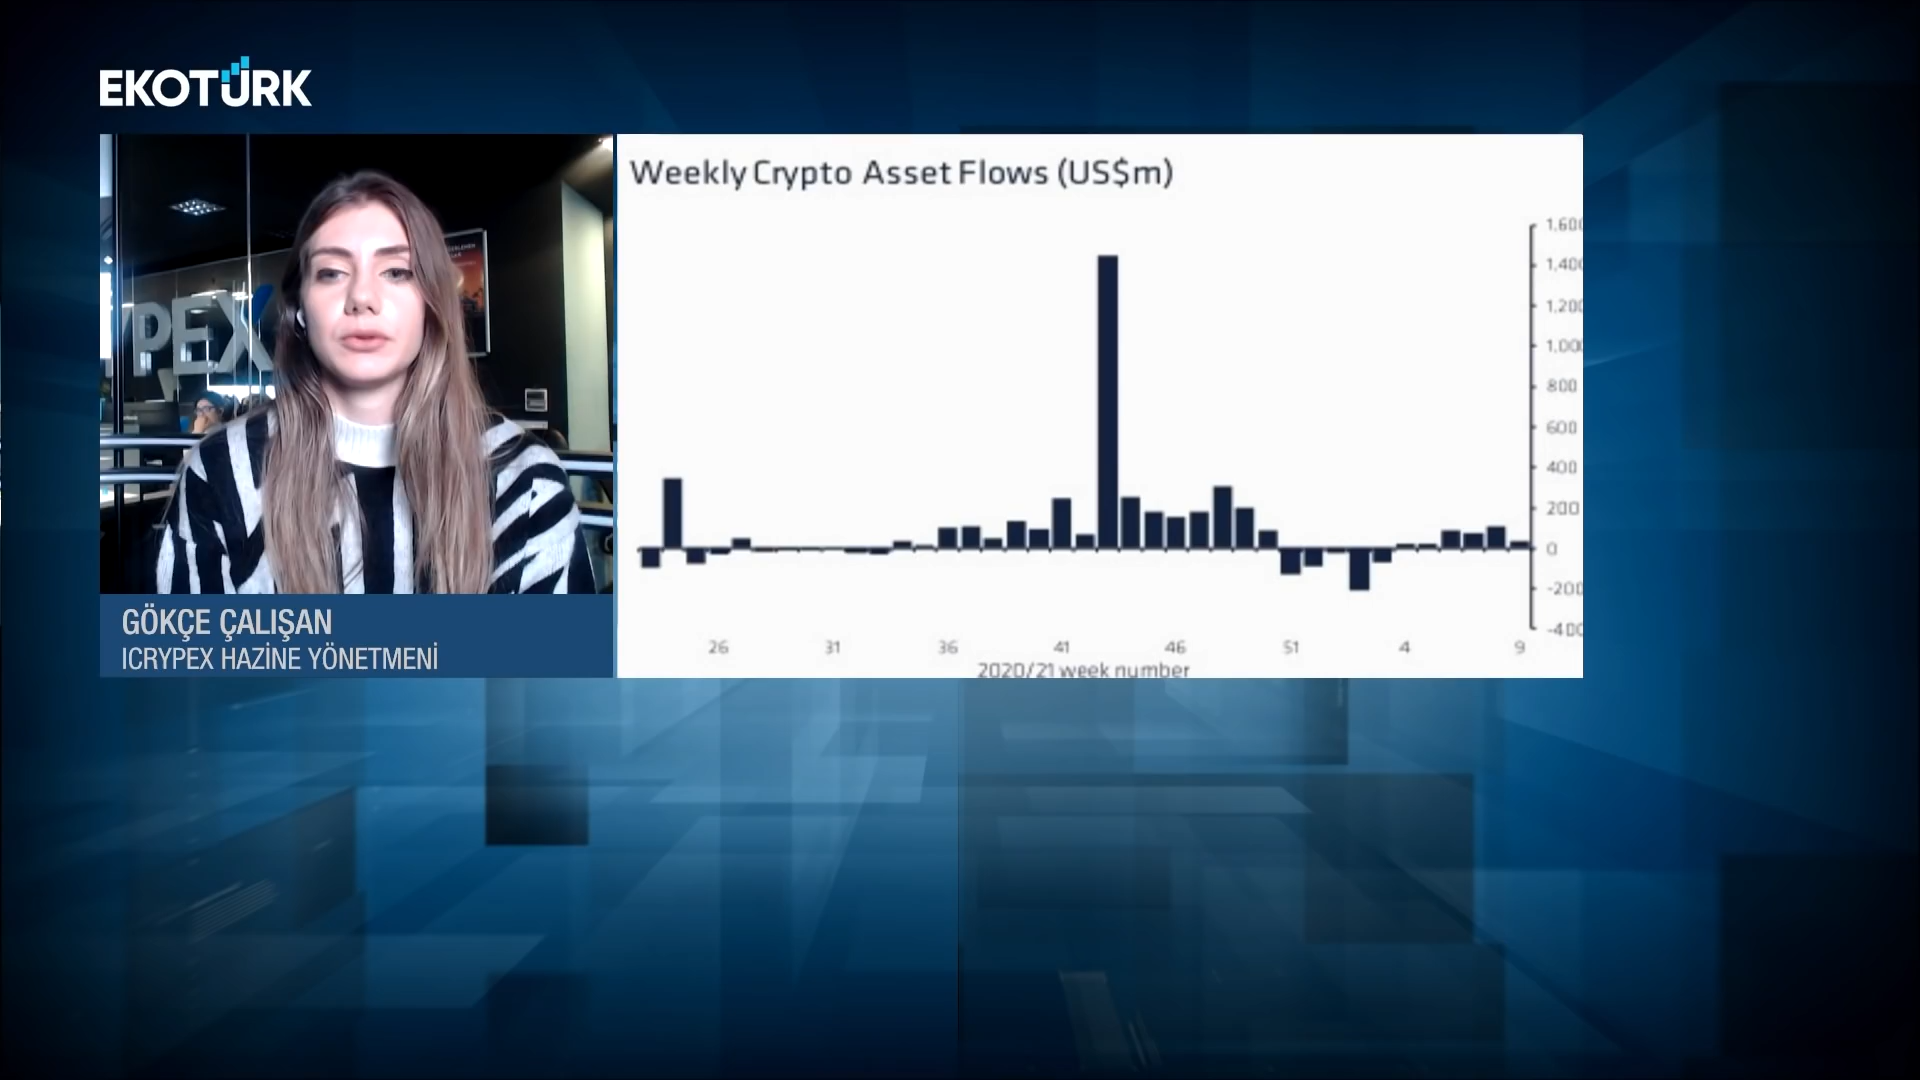 EKOTÜRK
YPEX
GÖKÇE ÇALIŞAN
ICRYPEX HAZİNE YÖNETMENİ
Weekly Crypto Asset Flows (US$m)
1,600
1,400
1,200
1,000
800
600
400
200
0
-200
-400
26 31 36 41 46 51 4 9
2020/21 week number